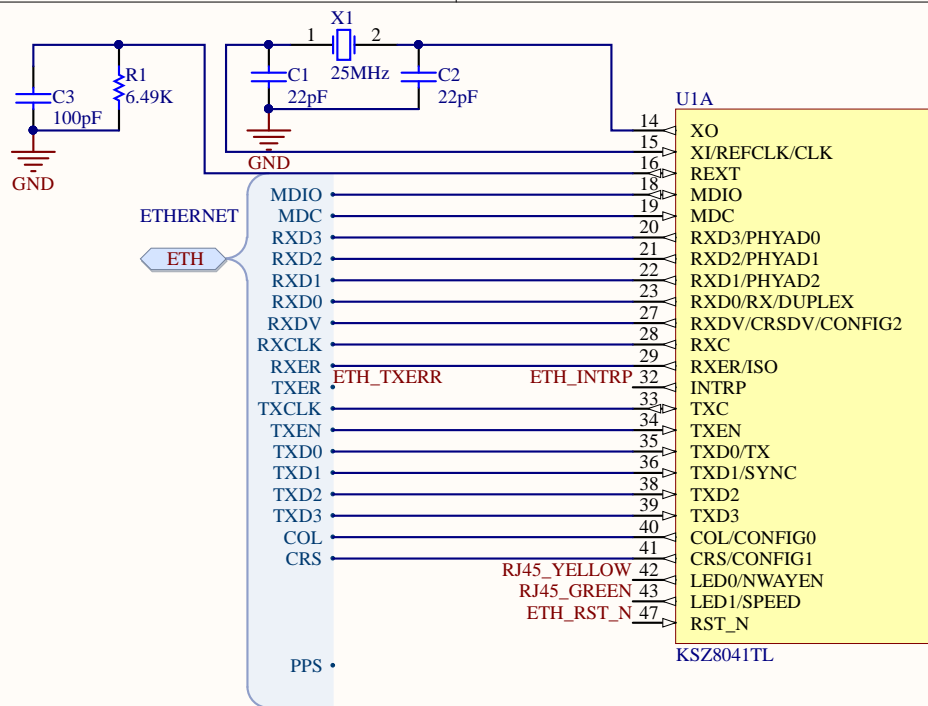 X1
1 2
R1
6.49K
C3
100pF
C1
22pF
25MHz
C2
22pF
GND
GND
U1A
14 XO
15 XI/REFCLK/CLK
16 REXT
ETHERNET
ETH
MDIO 18 MDIO
MDC 19 MDC
RXD3 20 RXD3/PHYAD0
RXD2 21 RXD2/PHYAD1
RXD1 22 RXD1/PHYAD2
RXD0 23 RXD0/RX/DUPLEX
RXDV 27 RXDV/CRSDV/CONFIG2
RXCLK 28 RXC
RXER 29 RXER/ISO
TXER ETH_TXERR ETH_INTRP 32 INTRP
TXCLK 33 TXC
TXEN 34 TXEN
TXD0 35 TXD0/TX
TXD1 36 TXD1/SYNC
TXD2 38 TXD2
TXD3 39 TXD3
COL 40 COL/CONFIG0
CRS 41 CRS/CONFIG1
RJ45_YELLOW 42 LED0/NWAYEN
RJ45_GREEN 43 LED1/SPEED
ETH_RST_N 47 RST_N
KSZ8041TL
PPS